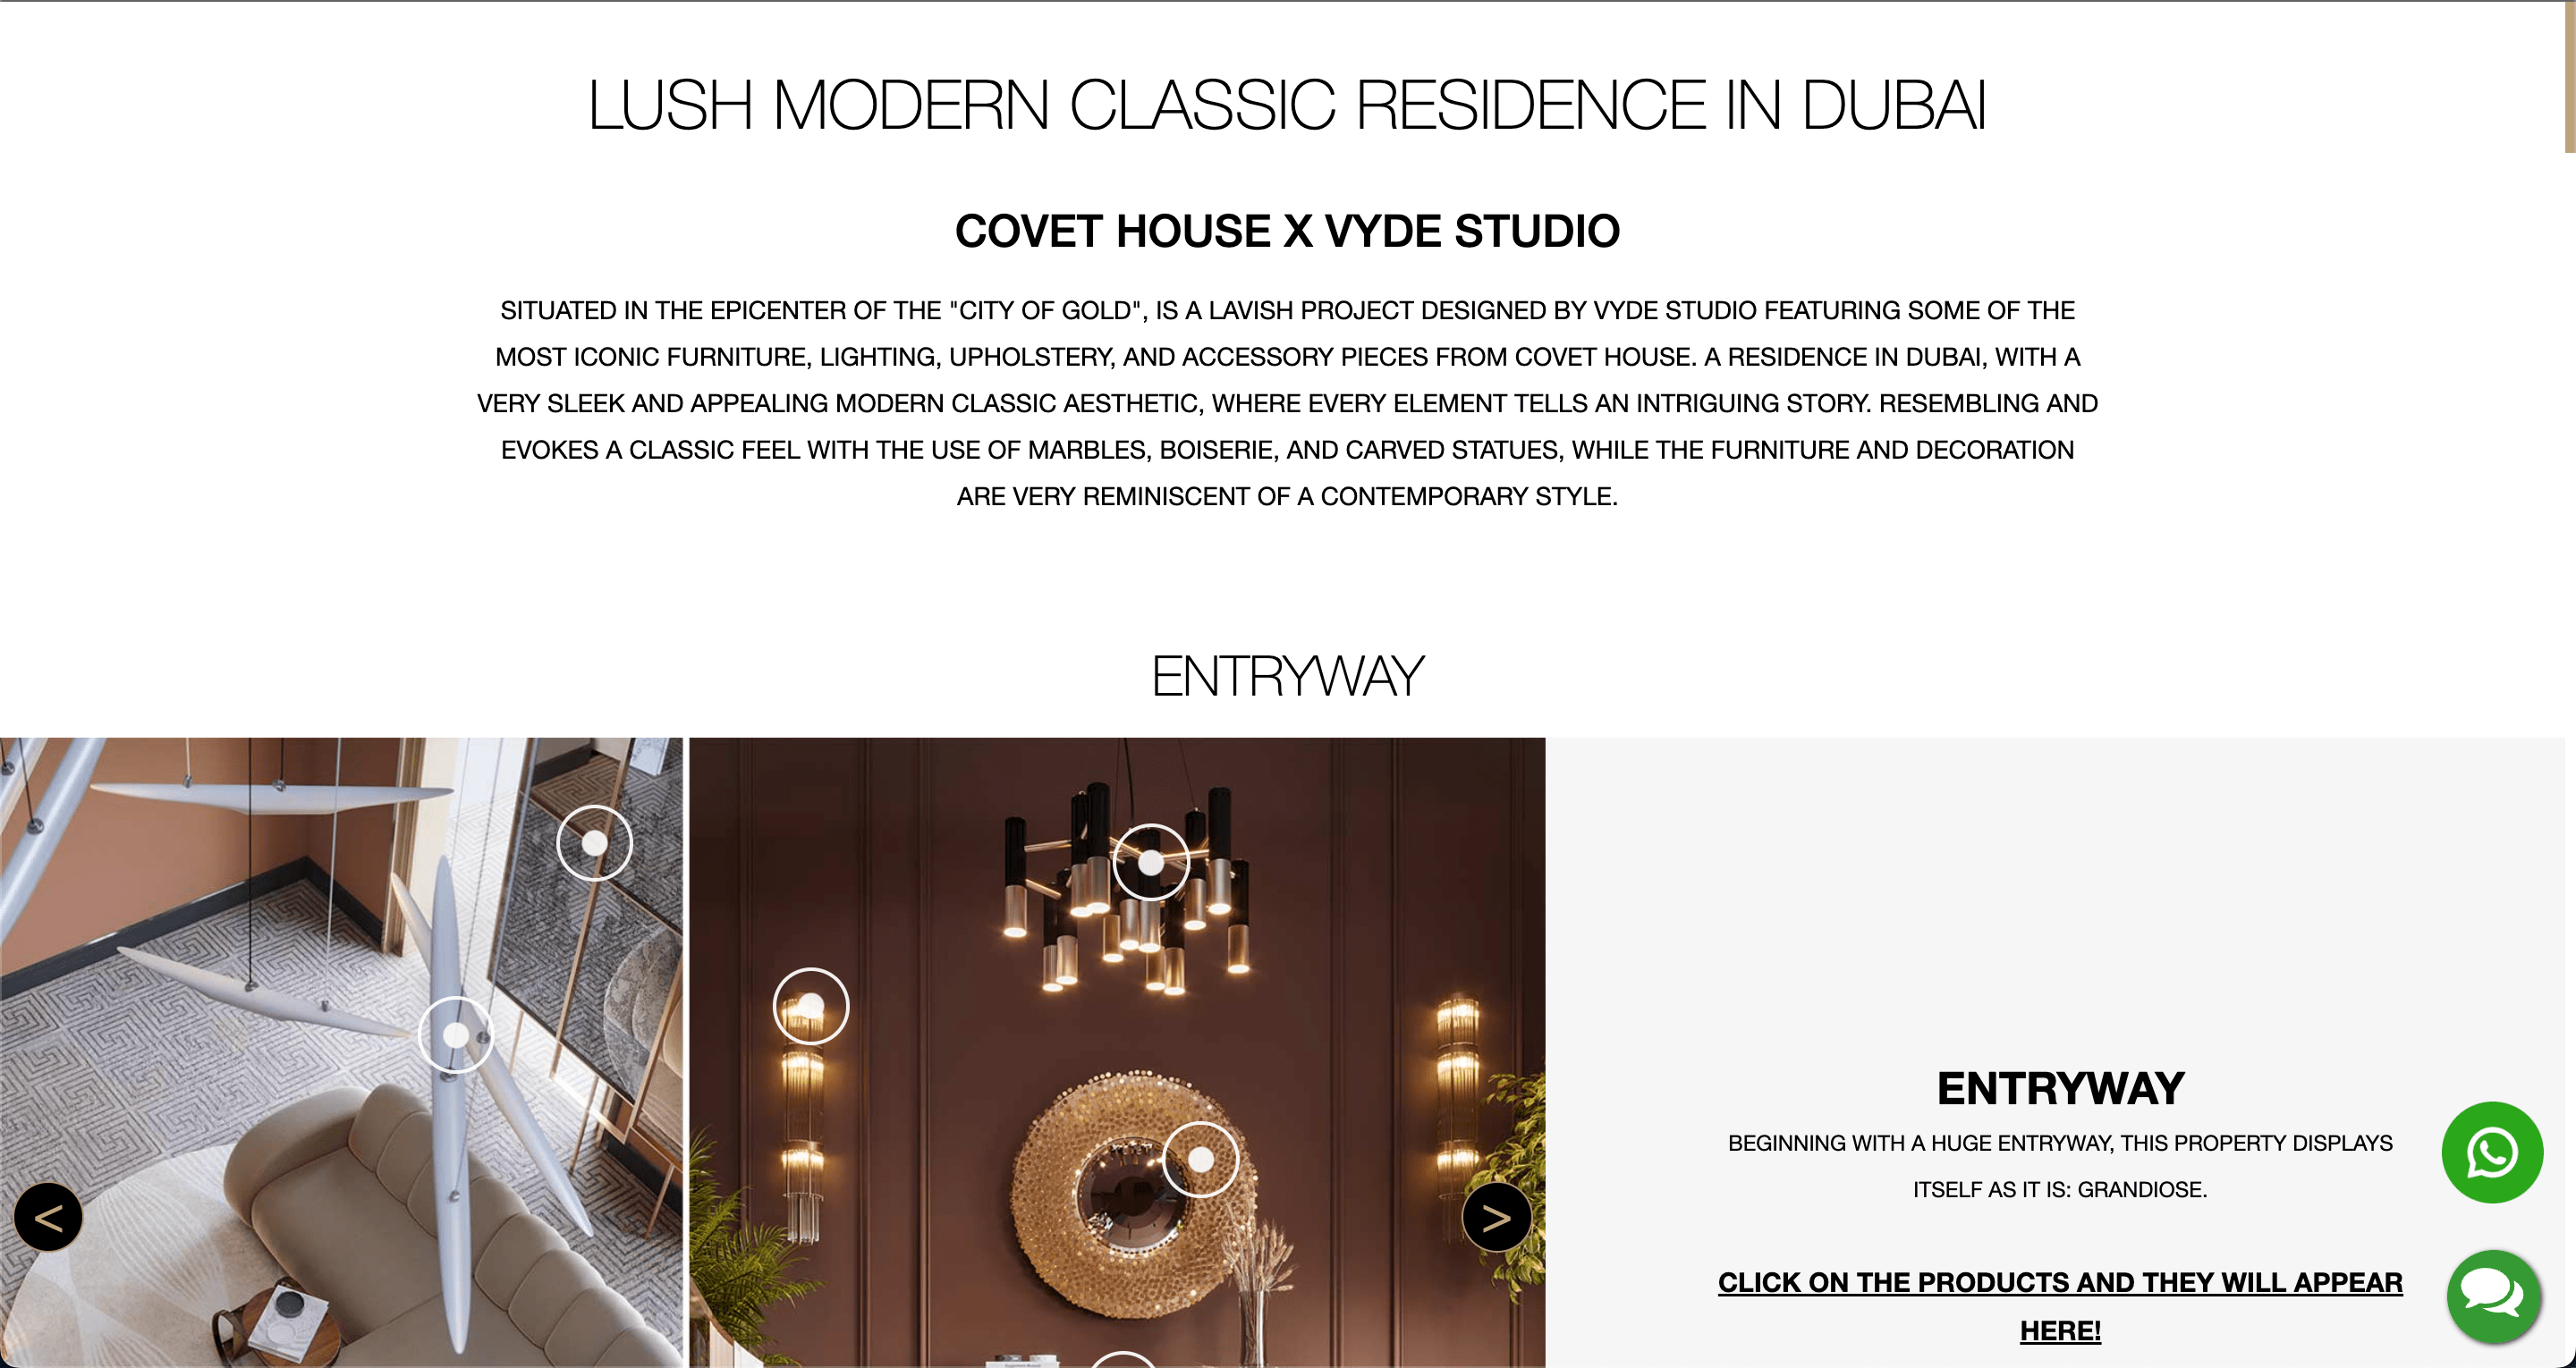 LUSH MODERN CLASSIC RESIDENCE IN DUBAI
COVET HOUSE X VYDE STUDIO
SITUATED IN THE EPICENTER OF THE "CITY OF GOLD", IS A LAVISH PROJECT DESIGNED BY VYDE STUDIO FEATURING SOME OF THE
MOST ICONIC FURNITURE, LIGHTING, UPHOLSTERY, AND ACCESSORY PIECES FROM COVET HOUSE. A RESIDENCE IN DUBAI, WITH A
VERY SLEEK AND APPEALING MODERN CLASSIC AESTHETIC, WHERE EVERY ELEMENT TELLS AN INTRIGUING STORY. RESEMBLING AND
EVOKES A CLASSIC FEEL WITH THE USE OF MARBLES, BOISERIE, AND CARVED STATUES, WHILE THE FURNITURE AND DECORATION
ARE VERY REMINISCENT OF A CONTEMPORARY STYLE.
ENTRYWAY
<
>
ENTRYWAY
BEGINNING WITH A HUGE ENTRYWAY, THIS PROPERTY DISPLAYS
ITSELF AS IT IS: GRANDIOSE.
CLICK ON THE PRODUCTS AND THEY WILL APPEAR
HERE!